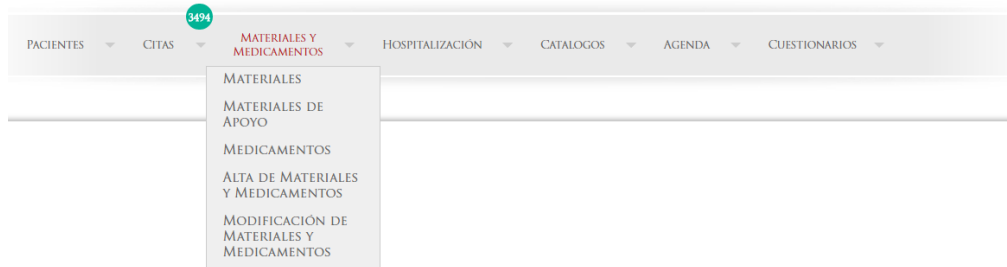 3494
PACIENTES
CITAS
MATERIALES Y
MEDICAMENTOS
HOSPITALIZACIÓN
CATALOGOS
AGENDA
CUESTIONARIOS
MATERIALES
MATERIALES DE
APOYO
MEDICAMENTOS
ALTA DE MATERIALES
Y MEDICAMENTOS
MODIFICACIÓN DE
MATERIALES Y
MEDICAMENTOS